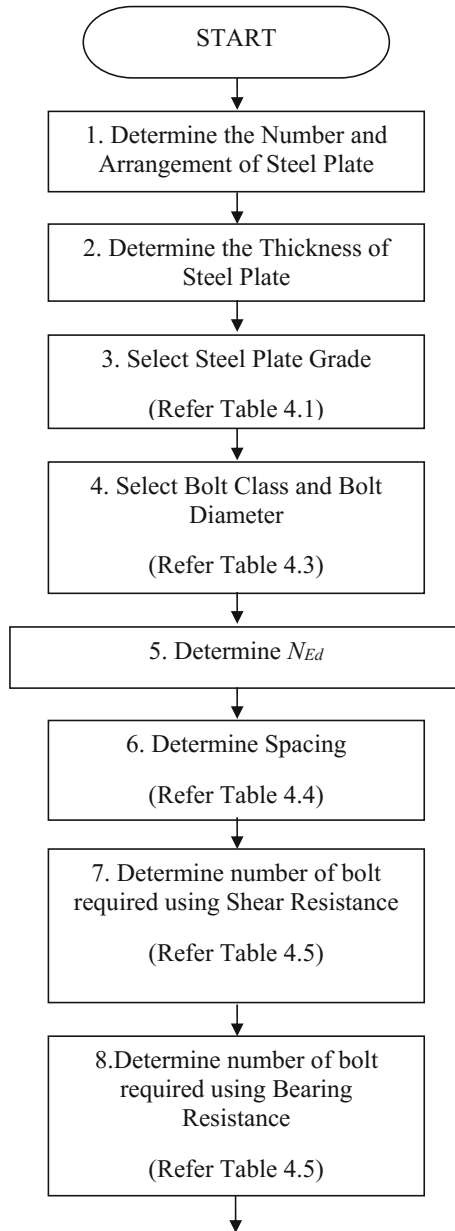 START
1. Determine the Number and
Arrangement of Steel Plate
2. Determine the Thickness of
Steel Plate
3. Select Steel Plate Grade
(Refer Table 4.1)
4. Select Bolt Class and Bolt
Diameter
(Refer Table 4.3)
5. Determine NEd
6. Determine Spacing
(Refer Table 4.4)
7. Determine number of bolt
required using Shear Resistance
(Refer Table 4.5)
8.Determine number of bolt
required using Bearing
Resistance
(Refer Table 4.5)